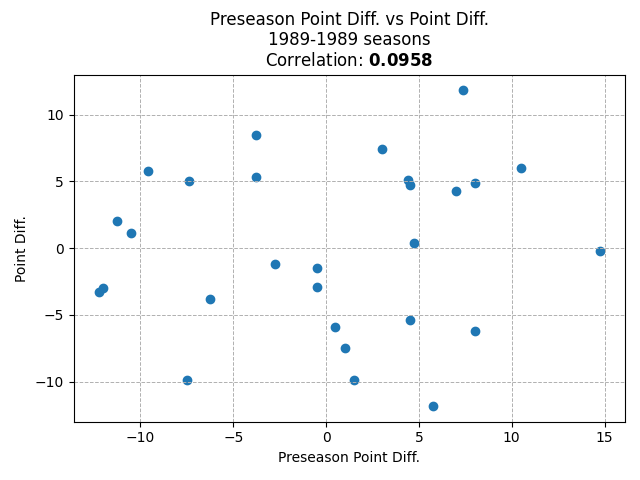 Preseason Point Diff. vs Point Diff.
1989-1989 seasons
Correlation: 0.0958
Point Diff.
10
5
0
−5
−10
−10
−5
0
5
10
15
Preseason Point Diff.